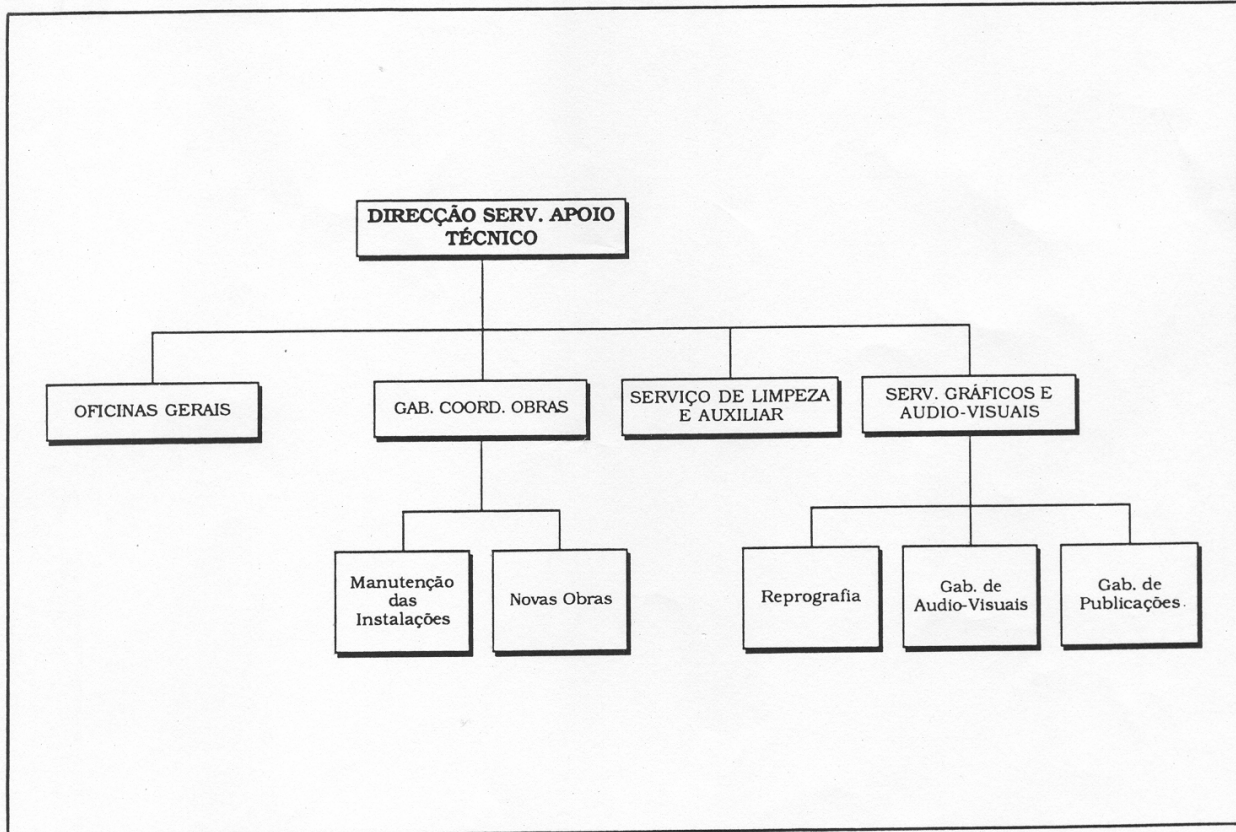 DIRECÇÃO SERV. APOIO
TÉCNICO
OFICINAS GERAIS
GAB. COORD. OBRAS
SERVIÇO DE LIMPEZA
E AUXILIAR
SERV. GRÁFICOS E
AUDIO-VISUAIS
Manutenção
das
Instalações
Novas Obras
Reprografia
Gab. de
Audio-Visuais
Gab. de
Publicações